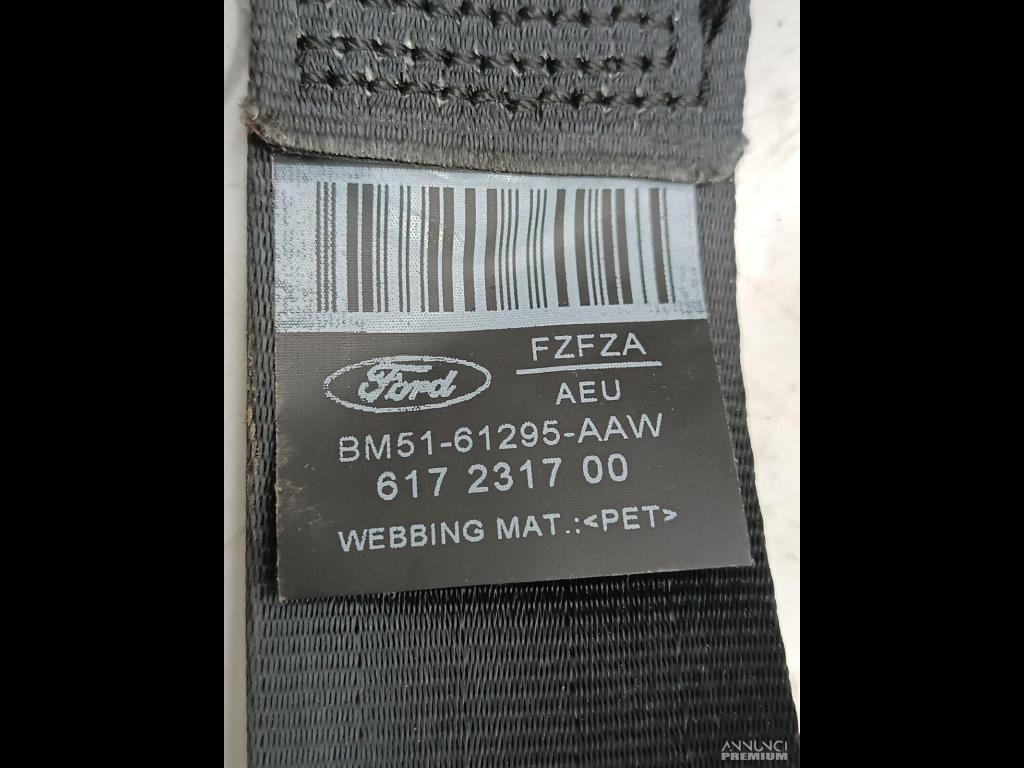 FZFZA
Ford
AEU
BM51-61295-AAW
617 2317 00
WEBBING MAT.:<PET>
ANNUNCI
PREMIUM